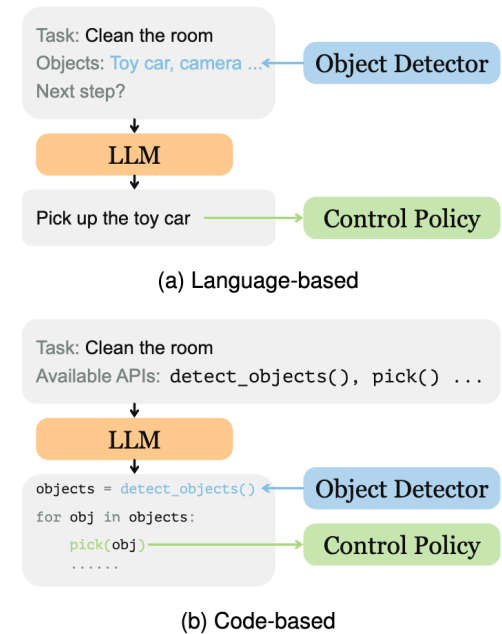 Task: Clean the room
Objects: Toy car, camera ...
Object Detector
Next step?
LLM
Pick up the toy car
Control Policy
(a) Language-based
Task: Clean the room
Available APIs: detect_objects(), pick() ...
LLM
objects = detect_objects()
Object Detector
for obj in objects:
pick(obj)
Control Policy
......
(b) Code-based